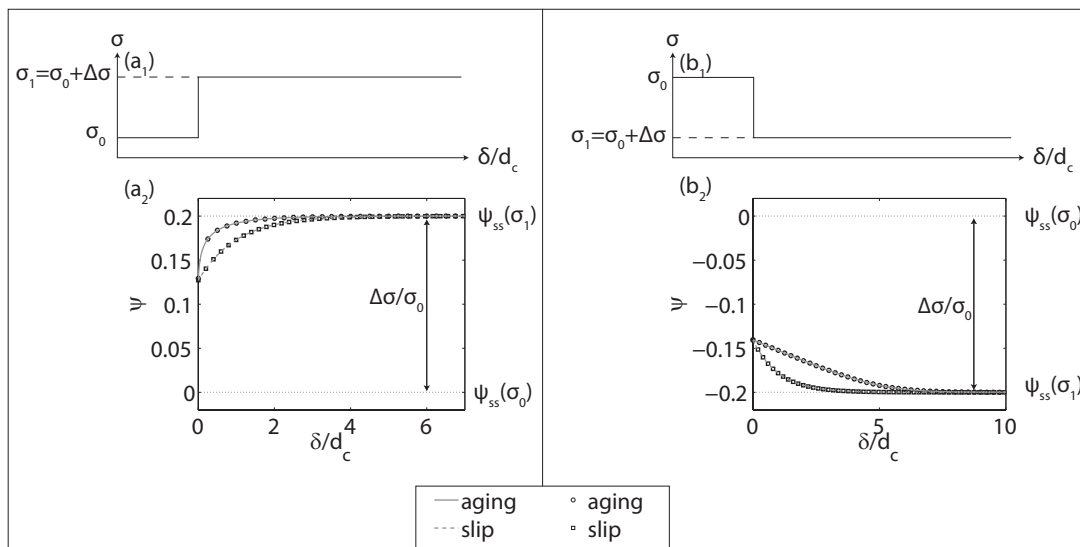 σ
(a₁)
σ₁=σ₀+Δσ
σ₀
δ/d_c
(a₂)
0.2
0.15
0.1
0.05
0
ψ
ψ_ss(σ₁)
Δσ/σ₀
ψ_ss(σ₀)
0 2 4 6
δ/d_c
σ
(b₁)
σ₀
σ₁=σ₀+Δσ
δ/d_c
(b₂)
0
−0.05
−0.1
−0.15
−0.2
ψ
ψ_ss(σ₀)
Δσ/σ₀
ψ_ss(σ₁)
0 5 10
δ/d_c
aging aging
slip slip